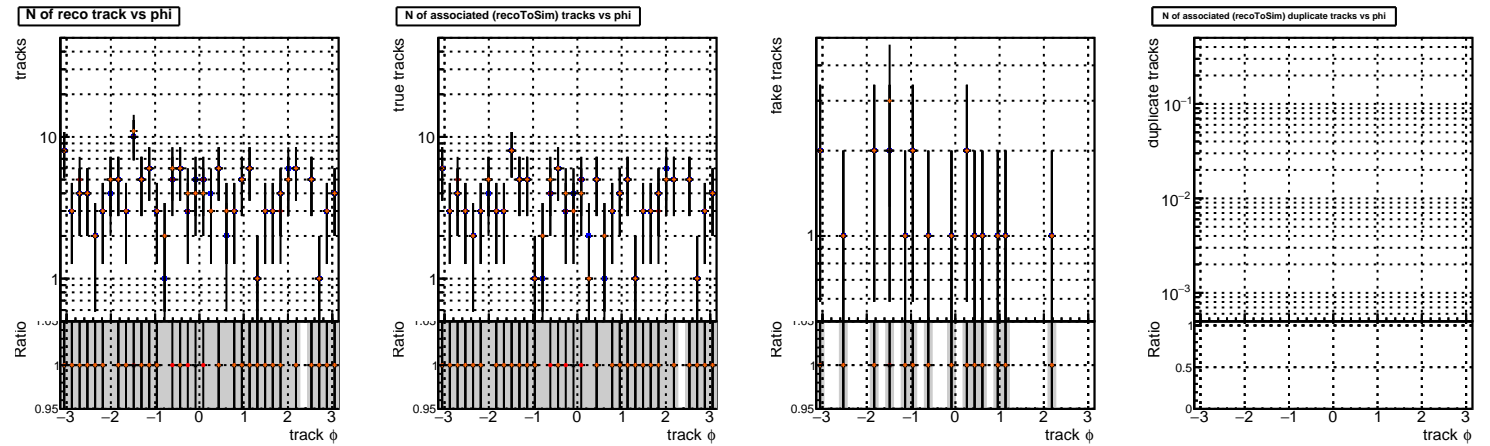 N of reco track vs phi
tracks
10
1
Ratio
1.05
1
0.95
−3 −2 −1 0 1 2 3
track ϕ
N of associated (recoToSim) tracks vs phi
true tracks
10
1
Ratio
1.05
1
0.95
−3 −2 −1 0 1 2 3
track ϕ
fake tracks
1
Ratio
1.05
1
0.95
−3 −2 −1 0 1 2 3
track ϕ
N of associated (recoToSim) duplicate tracks vs phi
duplicate tracks
10−1
10−2
10−3
Ratio
1
0.5
0
−3 −2 −1 0 1 2 3
track ϕ